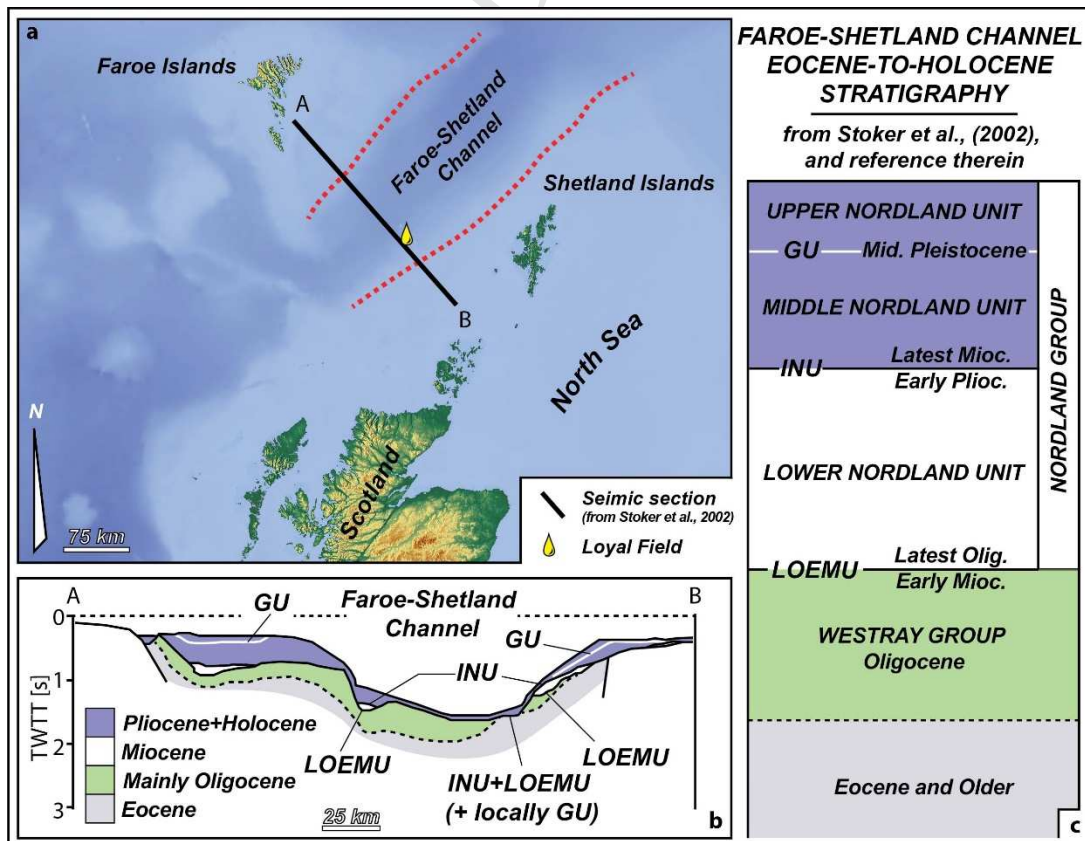 a
Faroe Islands
A
Faroe-Shetland
Channel
Shetland Islands
B
North Sea
Scotland
N
75 km
Seimic section
(from Stoker et al., 2002)
Loyal Field
A
B
Faroe-Shetland
Channel
GU
GU
INU
LOEMU
LOEMU
INU+LOEMU
(+ locally GU)
0
1
2
3
TWTT [s]
Pliocene+Holocene
Miocene
Mainly Oligocene
Eocene
25 km
b
FAROE-SHETLAND CHANNEL
EOCENE-TO-HOLOCENE
STRATIGRAPHY
from Stoker et al., (2002),
and reference therein
UPPER NORDLAND UNIT
GU Mid. Pleistocene
MIDDLE NORDLAND UNIT
INU Latest Mioc.
Early Plioc.
LOWER NORDLAND UNIT
LOEMU Latest Olig.
Early Mioc.
WESTRAY GROUP
Oligocene
Eocene and Older
NORDLAND GROUP
c